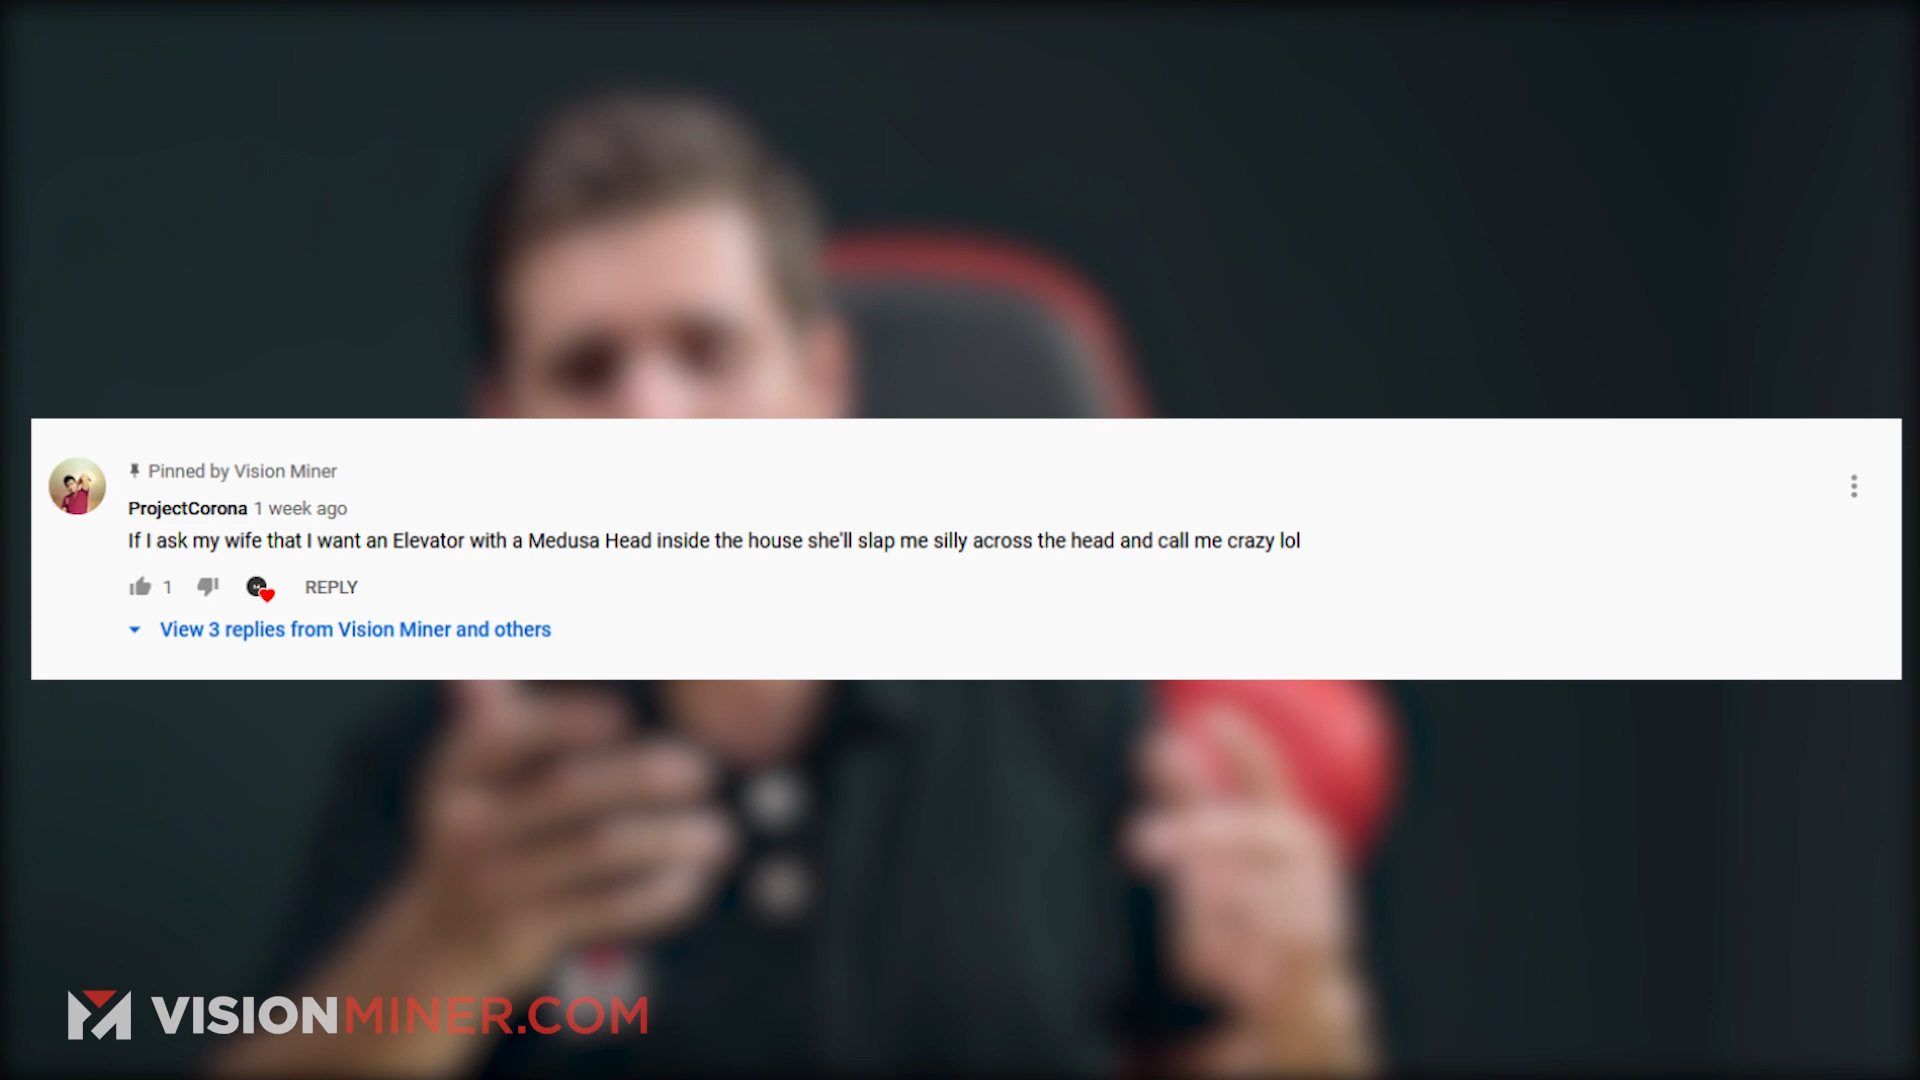 Pinned by Vision Miner
ProjectCorona 1 week ago
If I ask my wife that I want an Elevator with a Medusa Head inside the house she'll slap me silly across the head and call me crazy lol
1 REPLY
View 3 replies from Vision Miner and others
VISIONMINER.COM